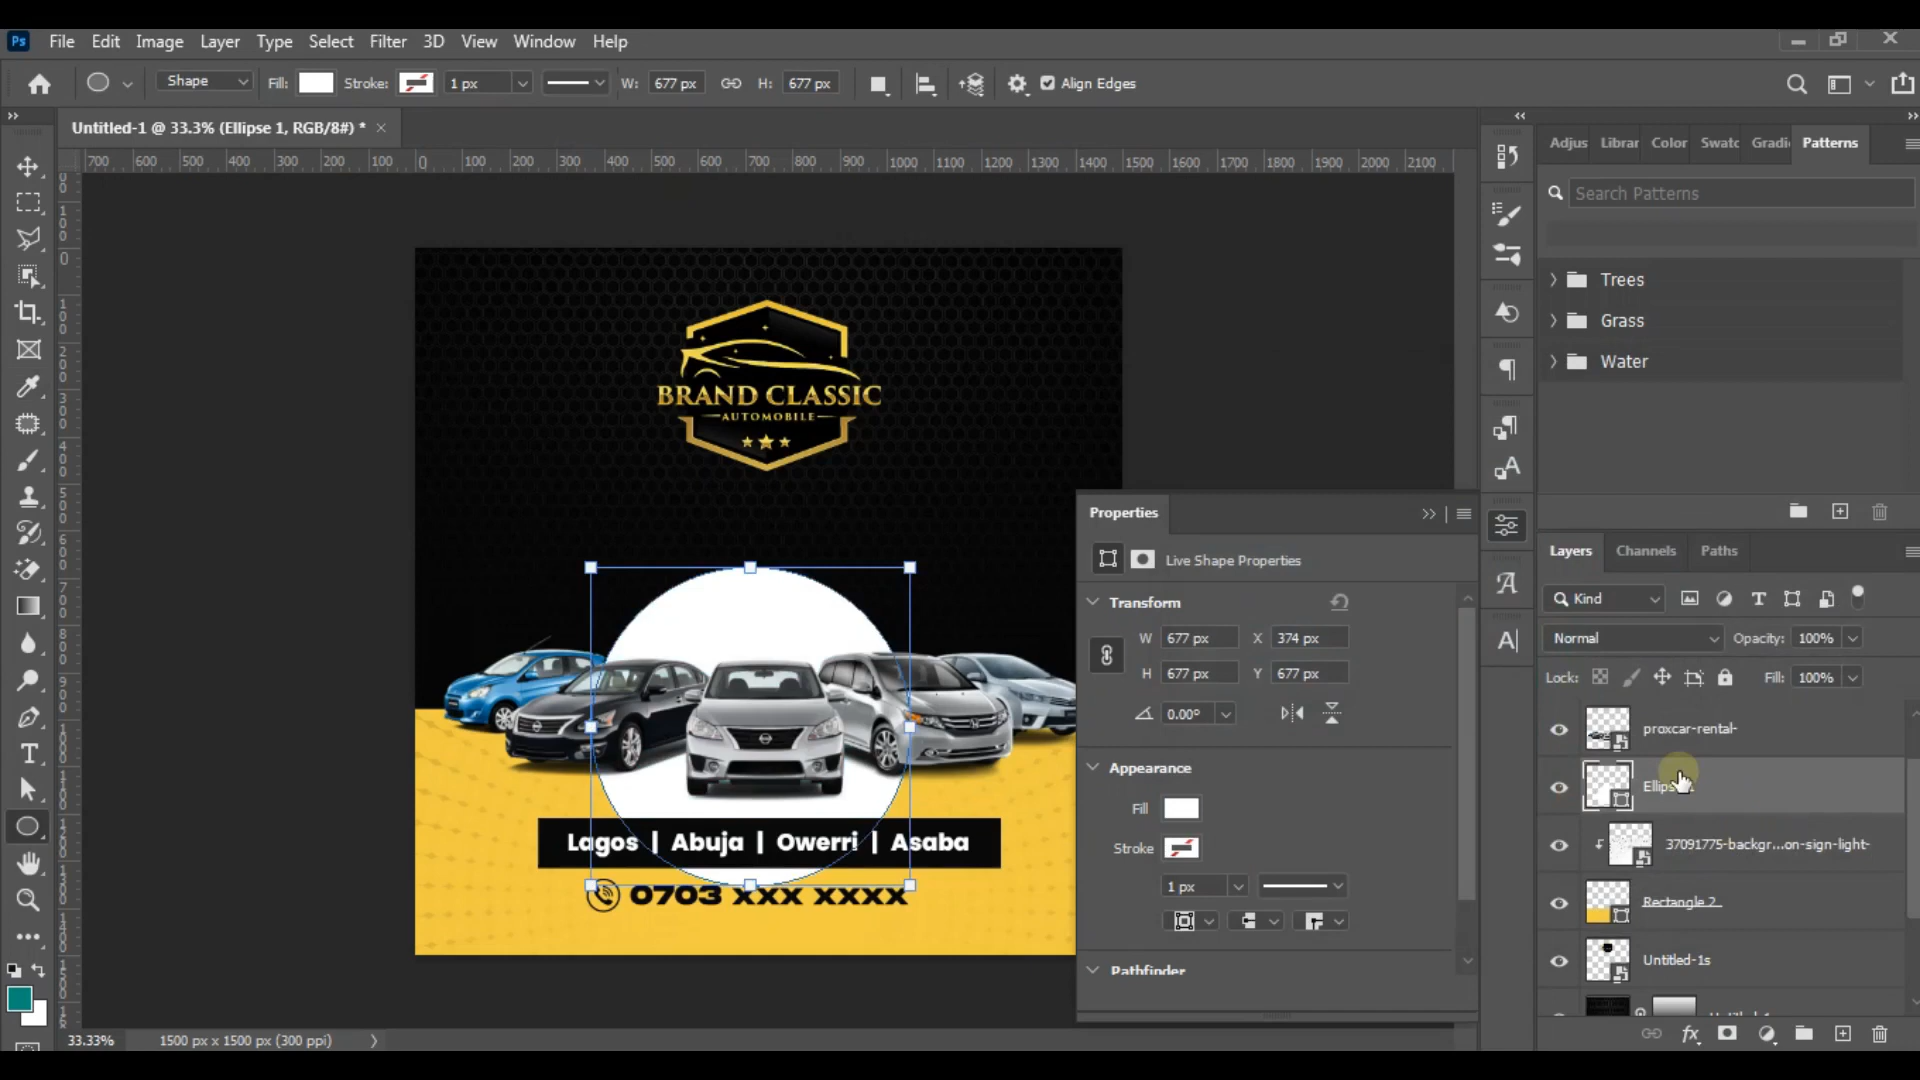 Ps File Edit Image Layer Type Select Filter 3D View Window Help
Shape Fill: Stroke: 1 px W: 677 px H: 677 px Align Edges
Untitled-1 @ 33.3% (Ellipse 1, RGB/8#) *
700 600 500 400 300 200 100 0 100 200 300 400 500 600 700 800 900 1000 1100 1200 1300 1400 1500 1600 1700 1800 1900 2000 2100
BRAND CLASSIC
AUTOMOBILE
Lagos | Abuja | Owerri | Asaba
0703 xxx xxxx
Properties
Live Shape Properties
Transform
W 677 px X 374 px
H 677 px Y 677 px
0.00°
Appearance
Fill
Stroke
1 px
Pathfinder
Adjus Librar Color Swatc Gradi Patterns
Search Patterns
Trees
Grass
Water
Layers Channels Paths
Kind
Normal Opacity: 100%
Lock: Fill: 100%
proxcar-rental-
37091775-backgr...on-sign-light-
Rectangle 2
Untitled-1s
33.33% 1500 px x 1500 px (300 ppi)